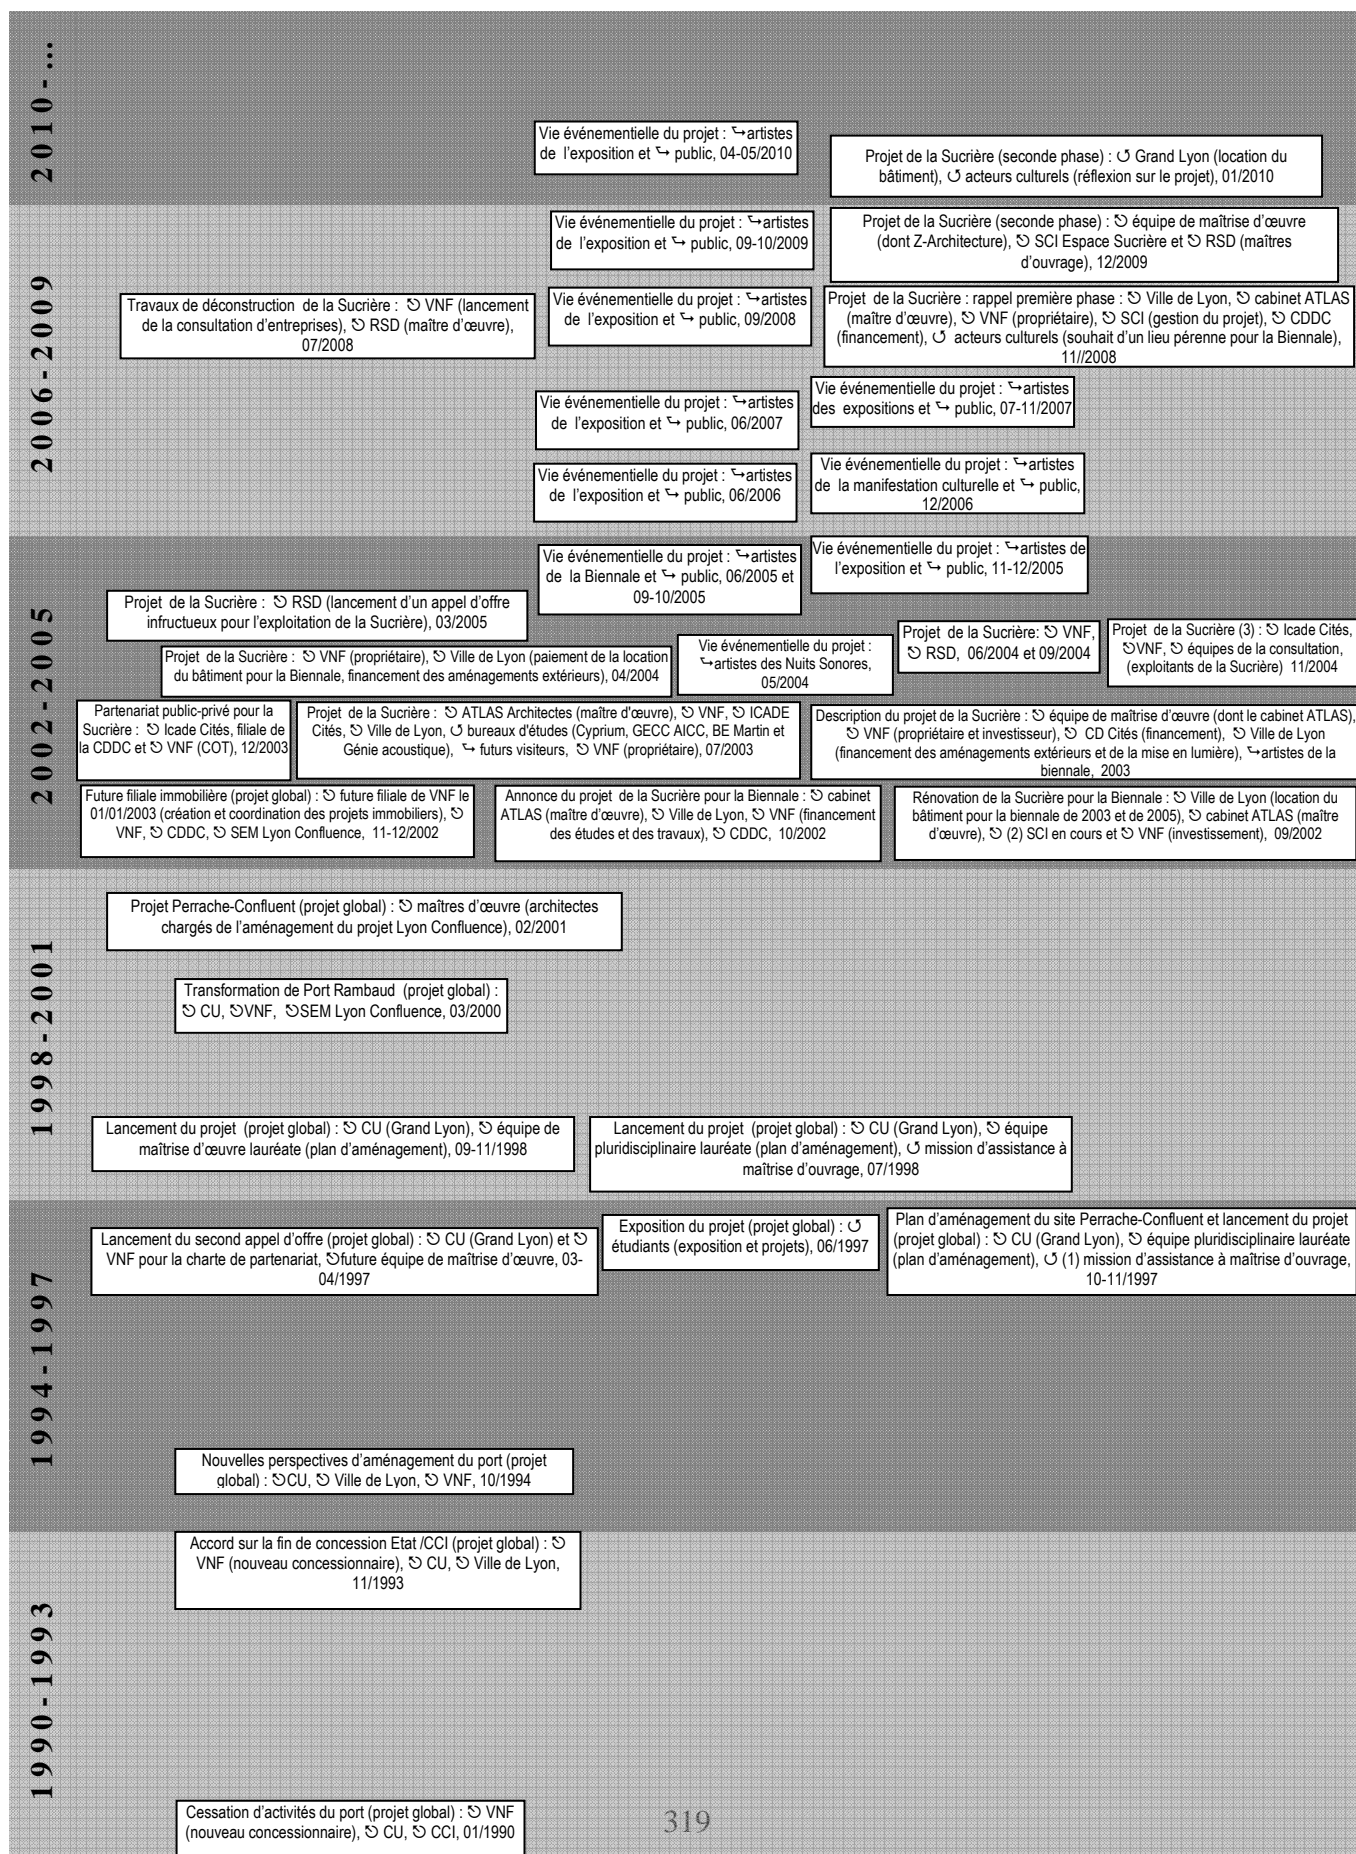 2010-...
Vie événementielle du projet : ↪artistes
de l'exposition et ↪ public, 04-05/2010
Projet de la Sucrière (seconde phase) : ↺ Grand Lyon (location du
bâtiment), ↺ acteurs culturels (réflexion sur le projet), 01/2010
2006-2009
Vie événementielle du projet : ↪artistes
de l'exposition et ↪ public, 09-10/2009
Projet de la Sucrière (seconde phase) : ⅋ équipe de maîtrise d'œuvre
(dont Z-Architecture), ⅋ SCI Espace Sucrière et ⅋ RSD (maîtres
d'ouvrage), 12/2009
Travaux de déconstruction de la Sucrière : ⅋ VNF (lancement
de la consultation d'entreprises), ⅋ RSD (maître d'œuvre),
07/2008
Vie événementielle du projet : ↪artistes
de l'exposition et ↪ public, 09/2008
Projet de la Sucrière : rappel première phase : ⅋ Ville de Lyon, ⅋ cabinet ATLAS
(maître d'œuvre), ⅋ VNF (propriétaire), ⅋ SCI (gestion du projet), ⅋ CDDC
(financement), ↺ acteurs culturels (souhait d'un lieu pérenne pour la Biennale),
11//2008
Vie événementielle du projet : ↪artistes
de l'exposition et ↪ public, 06/2007
Vie événementielle du projet : ↪artistes
des expositions et ↪ public, 07-11/2007
Vie événementielle du projet : ↪artistes
de l'exposition et ↪ public, 06/2006
Vie événementielle du projet : ↪artistes
de la manifestation culturelle et ↪ public,
12/2006
2002-2005
Vie événementielle du projet : ↪artistes
de la Biennale et ↪ public, 06/2005 et
09-10/2005
Vie événementielle du projet : ↪artistes de
l'exposition et ↪ public, 11-12/2005
Projet de la Sucrière : ⅋ RSD (lancement d'un appel d'offre
infructueux pour l'exploitation de la Sucrière), 03/2005
Projet de la Sucrière : ⅋ VNF (propriétaire), ⅋ Ville de Lyon (paiement de la location
du bâtiment pour la Biennale, financement des aménagements extérieurs), 04/2004
Vie événementielle du projet :
↪artistes des Nuits Sonores,
05/2004
Projet de la Sucrière: ⅋ VNF,
⅋ RSD, 06/2004 et 09/2004
Projet de la Sucrière (3) : ⅋ Icade Cités,
⅋VNF, ⅋ équipes de la consultation,
(exploitants de la Sucrière) 11/2004
Partenariat public-privé pour la
Sucrière : ⅋ Icade Cités, filiale de
la CDDC et ⅋ VNF (COT), 12/2003
Projet de la Sucrière : ⅋ ATLAS Architectes (maître d'œuvre), ⅋ VNF, ⅋ ICADE
Cités, ⅋ Ville de Lyon, ↺ bureaux d'études (Cyprium, GECC AICC, BE Martin et
Génie acoustique), ↪ futurs visiteurs, ⅋ VNF (propriétaire), 07/2003
Description du projet de la Sucrière : ⅋ équipe de maîtrise d'œuvre (dont le cabinet ATLAS),
⅋ VNF (propriétaire et investisseur), ⅋ CD Cités (financement), ⅋ Ville de Lyon
(financement des aménagements extérieurs et de la mise en lumière), ↪artistes de la
biennale, 2003
Future filiale immobilière (projet global) : ⅋ future filiale de VNF le
01/01/2003 (création et coordination des projets immobiliers), ⅋
VNF, ⅋ CDDC, ⅋ SEM Lyon Confluence, 11-12/2002
Annonce du projet de la Sucrière pour la Biennale : ⅋ cabinet
ATLAS (maître d'œuvre), ⅋ Ville de Lyon, ⅋ VNF (financement
des études et des travaux), ⅋ CDDC, 10/2002
Rénovation de la Sucrière pour la Biennale : ⅋ Ville de Lyon (location du
bâtiment pour la biennale de 2003 et de 2005), ⅋ cabinet ATLAS (maître
d'œuvre), ⅋ (2) SCI en cours et ⅋ VNF (investissement), 09/2002
1998-2001
Projet Perrache-Confluent (projet global) : ⅋ maîtres d'œuvre (architectes
chargés de l'aménagement du projet Lyon Confluence), 02/2001
Transformation de Port Rambaud (projet global) :
⅋ CU, ⅋VNF, ⅋SEM Lyon Confluence, 03/2000
Lancement du projet (projet global) : ⅋ CU (Grand Lyon), ⅋ équipe de
maîtrise d'œuvre lauréate (plan d'aménagement), 09-11/1998
Lancement du projet (projet global) : ⅋ CU (Grand Lyon), ⅋ équipe
pluridisciplinaire lauréate (plan d'aménagement), ↺ mission d'assistance à
maîtrise d'ouvrage, 07/1998
1994-1997
Lancement du second appel d'offre (projet global) : ⅋ CU (Grand Lyon) et ⅋
VNF pour la charte de partenariat, ⅋future équipe de maîtrise d'œuvre, 03-
04/1997
Exposition du projet (projet global) : ↺
étudiants (exposition et projets), 06/1997
Plan d'aménagement du site Perrache-Confluent et lancement du projet
(projet global) : ⅋ CU (Grand Lyon), ⅋ équipe pluridisciplinaire lauréate
(plan d'aménagement), ↺ (1) mission d'assistance à maîtrise d'ouvrage,
10-11/1997
Nouvelles perspectives d'aménagement du port (projet
global) : ⅋CU, ⅋ Ville de Lyon, ⅋ VNF, 10/1994
1990-1993
Accord sur la fin de concession Etat /CCI (projet global) : ⅋
VNF (nouveau concessionnaire), ⅋ CU, ⅋ Ville de Lyon,
11/1993
Cessation d'activités du port (projet global) : ⅋ VNF
(nouveau concessionnaire), ⅋ CU, ⅋ CCI, 01/1990
319